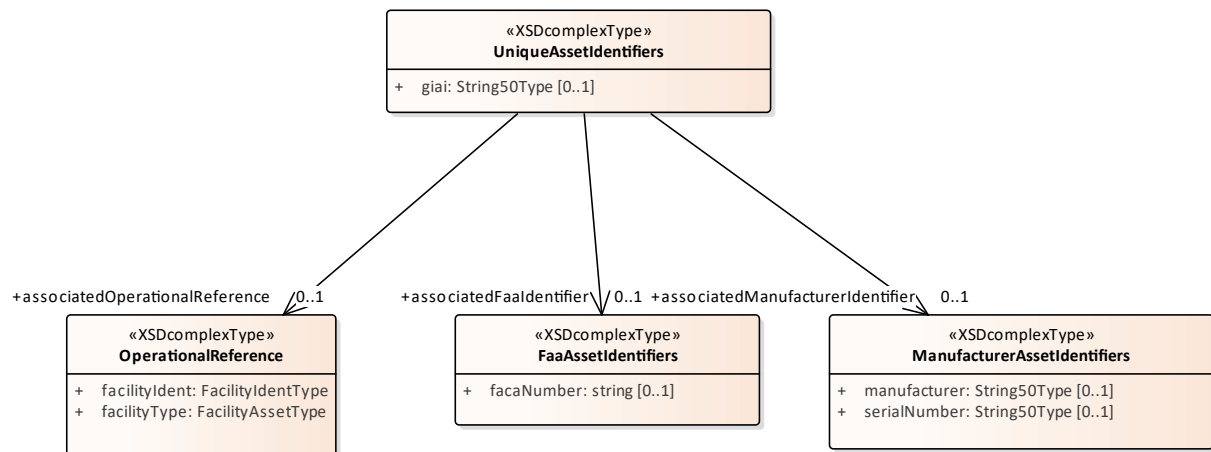 «XSDcomplexType»
UniqueAssetIdentifiers
+ giai: String50Type [0..1]
+associatedOperationalReference 0..1
+associatedFaaIdentifier 0..1
+associatedManufacturerIdentifier 0..1
«XSDcomplexType»
OperationalReference
+ facilityIdent: FacilityIdentType
+ facilityType: FacilityAssetType
«XSDcomplexType»
FaaAssetIdentifiers
+ facaNumber: string [0..1]
«XSDcomplexType»
ManufacturerAssetIdentifiers
+ manufacturer: String50Type [0..1]
+ serialNumber: String50Type [0..1]